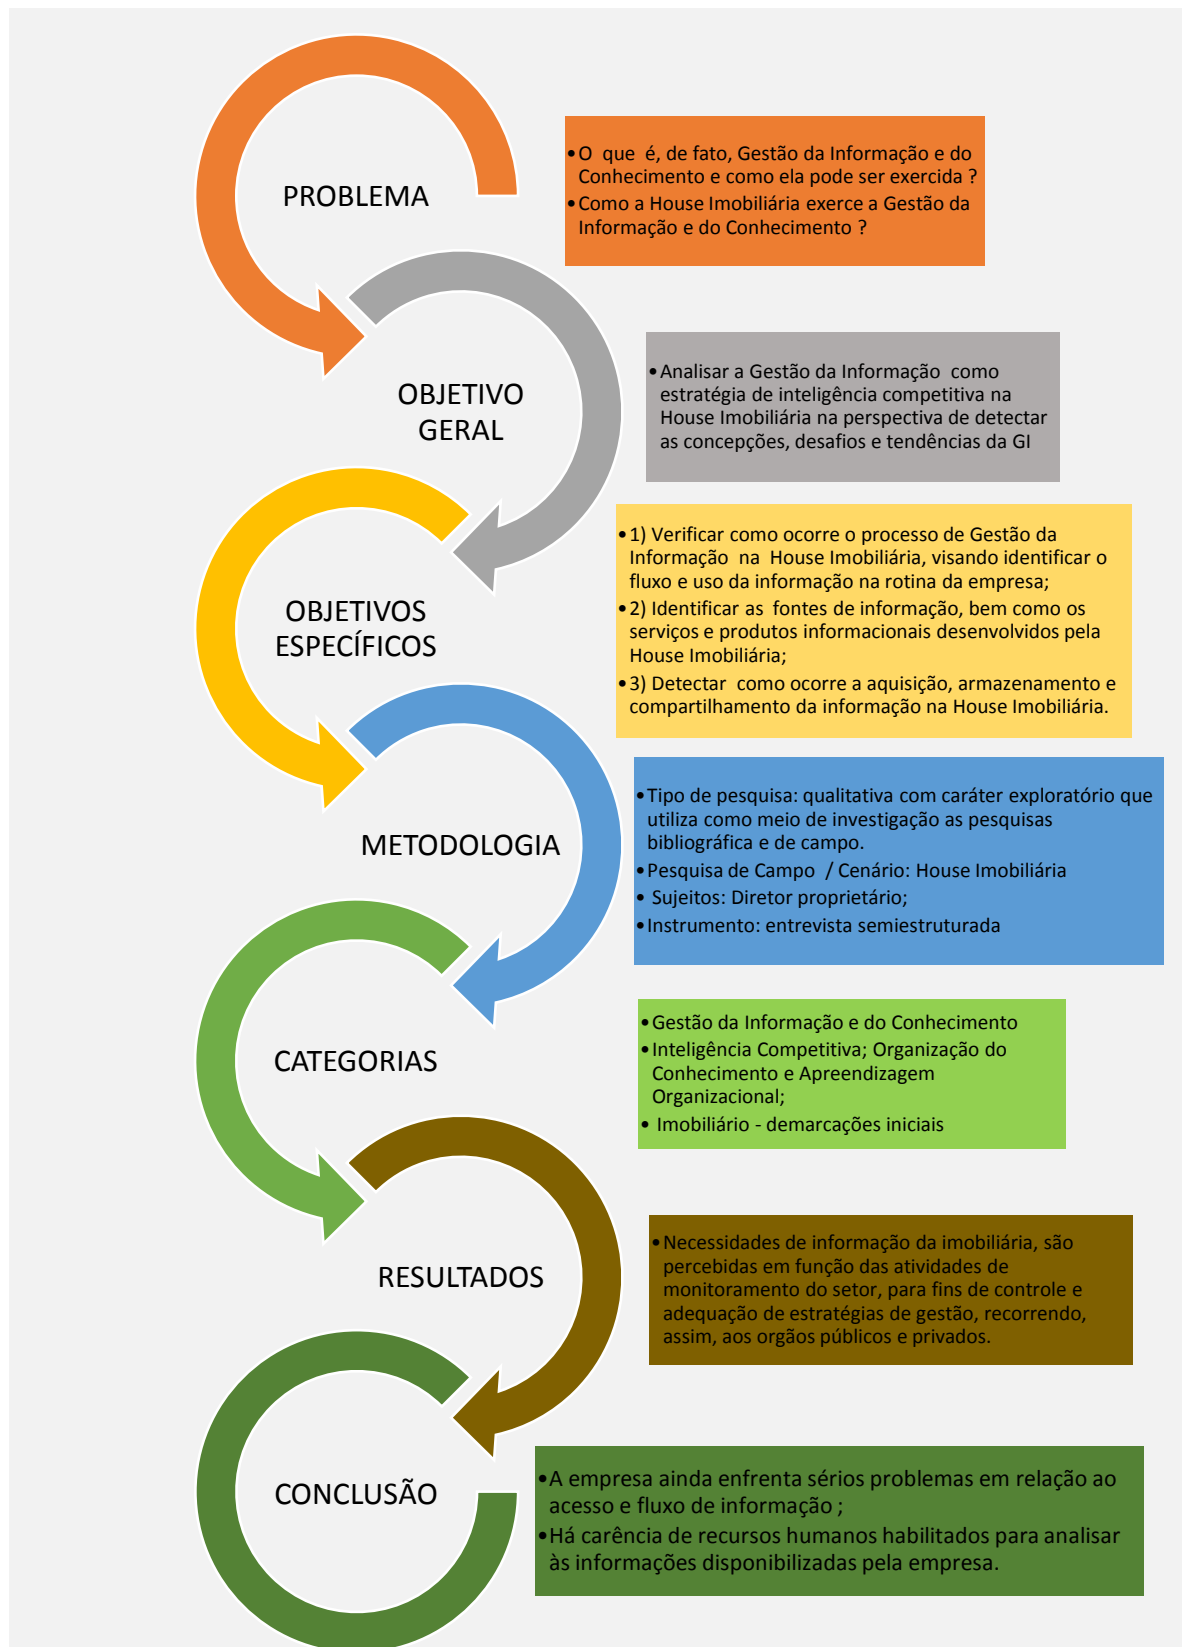 PROBLEMA
•O que é, de fato, Gestão da Informação e do
Conhecimento e como ela pode ser exercida ?
•Como a House Imobiliária exerce a Gestão da
Informação e do Conhecimento ?
OBJETIVO
GERAL
•Analisar a Gestão da Informação como
estratégia de inteligência competitiva na
House Imobiliária na perspectiva de detectar
as concepções, desafios e tendências da GI
OBJETIVOS
ESPECÍFICOS
•1) Verificar como ocorre o processo de Gestão da
Informação na House Imobiliária, visando identificar o
fluxo e uso da informação na rotina da empresa;
•2) Identificar as fontes de informação, bem como os
serviços e produtos informacionais desenvolvidos pela
House Imobiliária;
•3) Detectar como ocorre a aquisição, armazenamento e
compartilhamento da informação na House Imobiliária.
METODOLOGIA
•Tipo de pesquisa: qualitativa com caráter exploratório que
utiliza como meio de investigação as pesquisas
bibliográfica e de campo.
•Pesquisa de Campo / Cenário: House Imobiliária
• Sujeitos: Diretor proprietário;
•Instrumento: entrevista semiestruturada
CATEGORIAS
•Gestão da Informação e do Conhecimento
•Inteligência Competitiva; Organização do
Conhecimento e Apreendizagem
Organizacional;
• Imobiliário - demarcações iniciais
RESULTADOS
•Necessidades de informação da imobiliária, são
percebidas em função das atividades de
monitoramento do setor, para fins de controle e
adequação de estratégias de gestão, recorrendo,
assim, aos orgãos públicos e privados.
CONCLUSÃO
•A empresa ainda enfrenta sérios problemas em relação ao
acesso e fluxo de informação ;
•Há carência de recursos humanos habilitados para analisar
às informações disponibilizadas pela empresa.